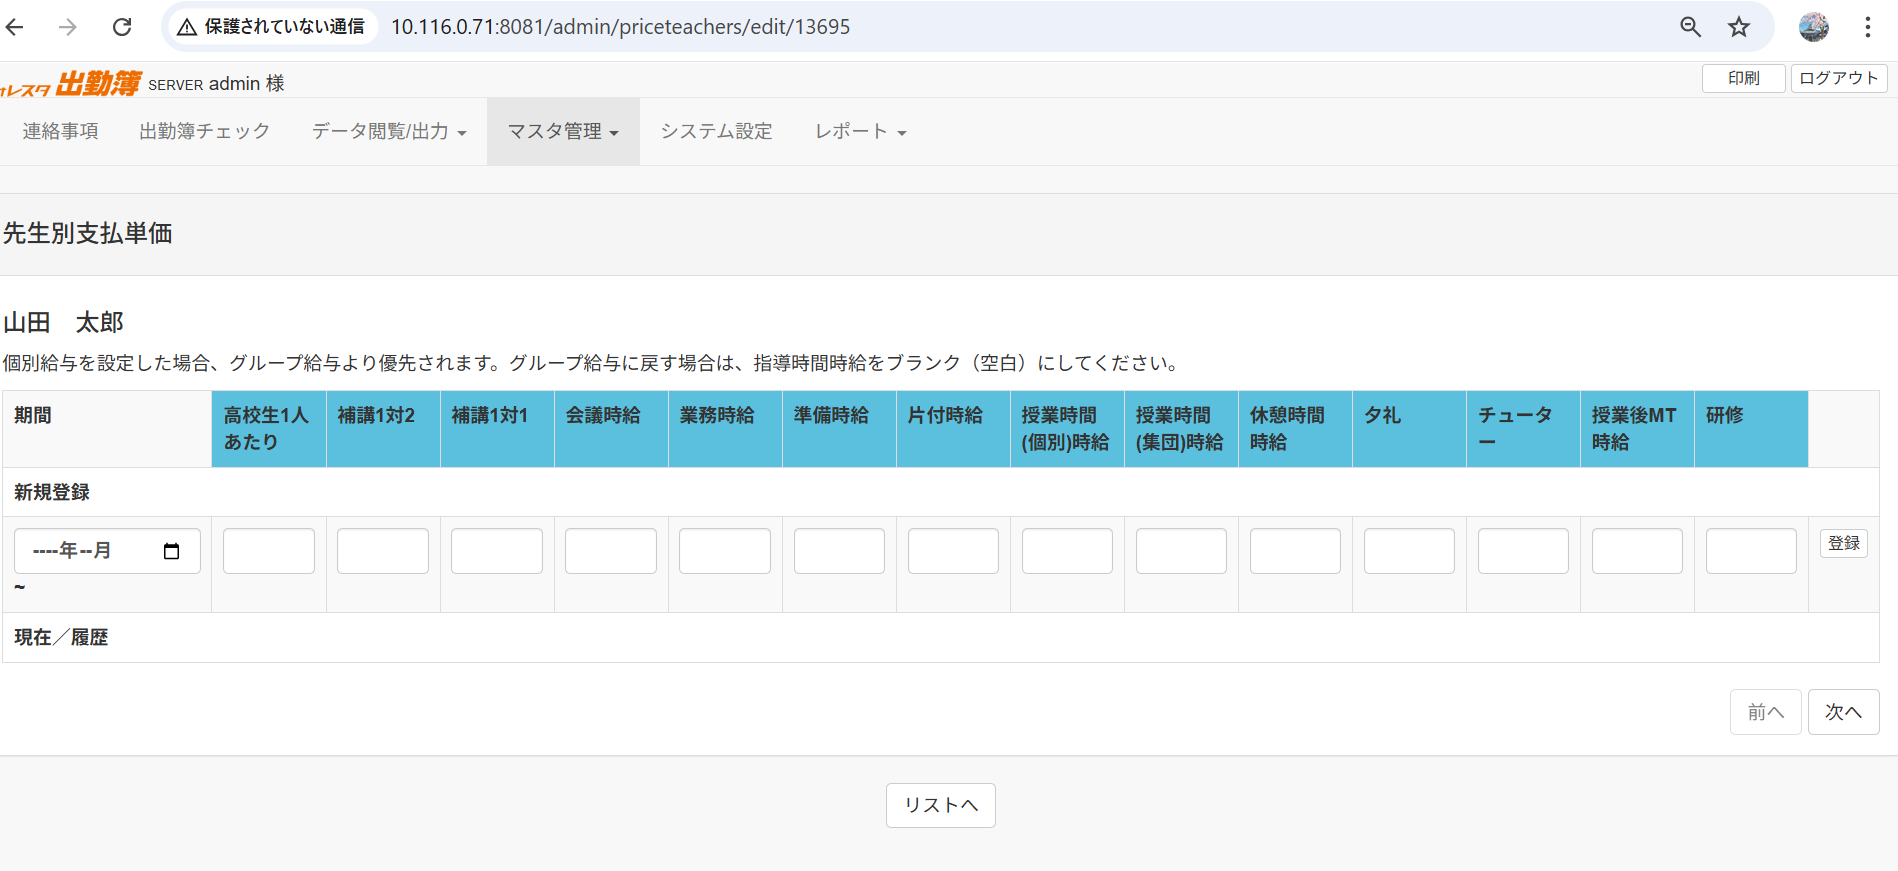 保護されていない通信 10.116.0.71:8081/admin/priceteachers/edit/13695
オレスタ 出勤簿 SERVER admin 様 印刷 ログアウト
連絡事項 出勤簿チェック データ閲覧/出力 マスタ管理 システム設定 レポート
先生別支払単価
山田　太郎
個別給与を設定した場合、グループ給与より優先されます。グループ給与に戻す場合は、指導時間時給をブランク（空白）にしてください。
期間 高校生1人あたり 補講1対2 補講1対1 会議時給 業務時給 準備時給 片付時給 授業時間(個別)時給 授業時間(集団)時給 休憩時間時給 夕礼 チューター 授業後MT時給 研修
新規登録
----年--月 登録
~
現在／履歴
前へ 次へ
リストへ